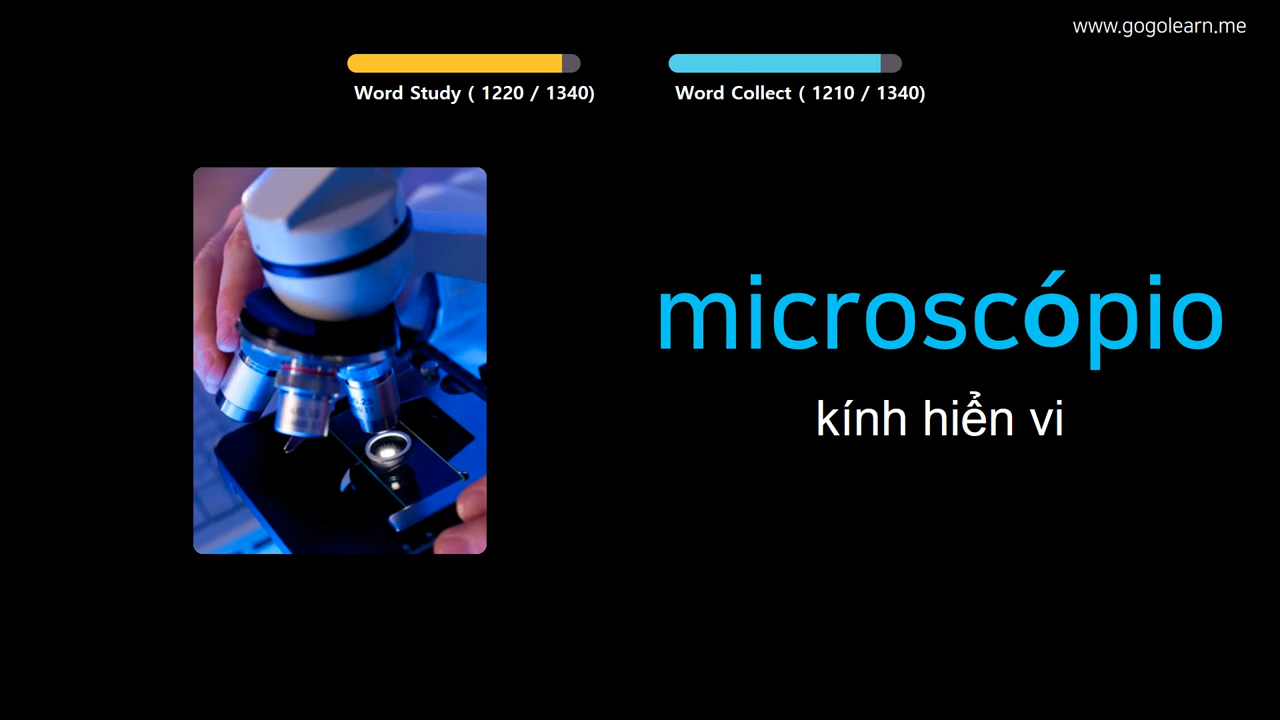 www.gogolearn.me
Word Study ( 1220 / 1340)
Word Collect ( 1210 / 1340)
microscópio
kính hiển vi